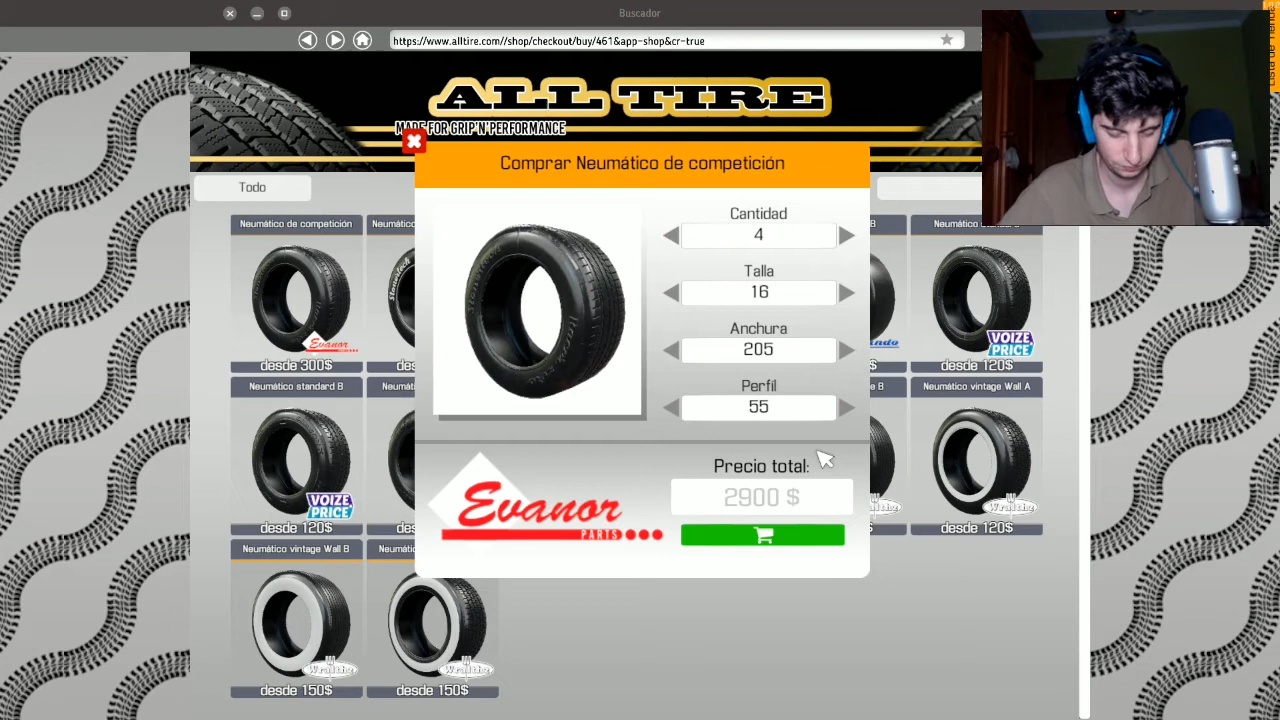 Buscador
https://www.alltire.com//shop/checkout/buy/461&app-shop&cr-true
ALL TIRE
MADE FOR GRIP'N'PERFORMANCE
Comprar Neumático de competición
Todo
Cantidad
4
Talla
16
Anchura
205
Perfil
55
Precio total:
2900 $
Evanor
PARTS
Neumático de competición
Evanor
desde 300$
B
VOIZE
PRICE
desde 120$
Neumático standard B
VOIZE
PRICE
desde 120$
Neumático vintage Wall A
desde 120$
Neumático vintage Wall B
desde 150$
desde 150$
Lista de